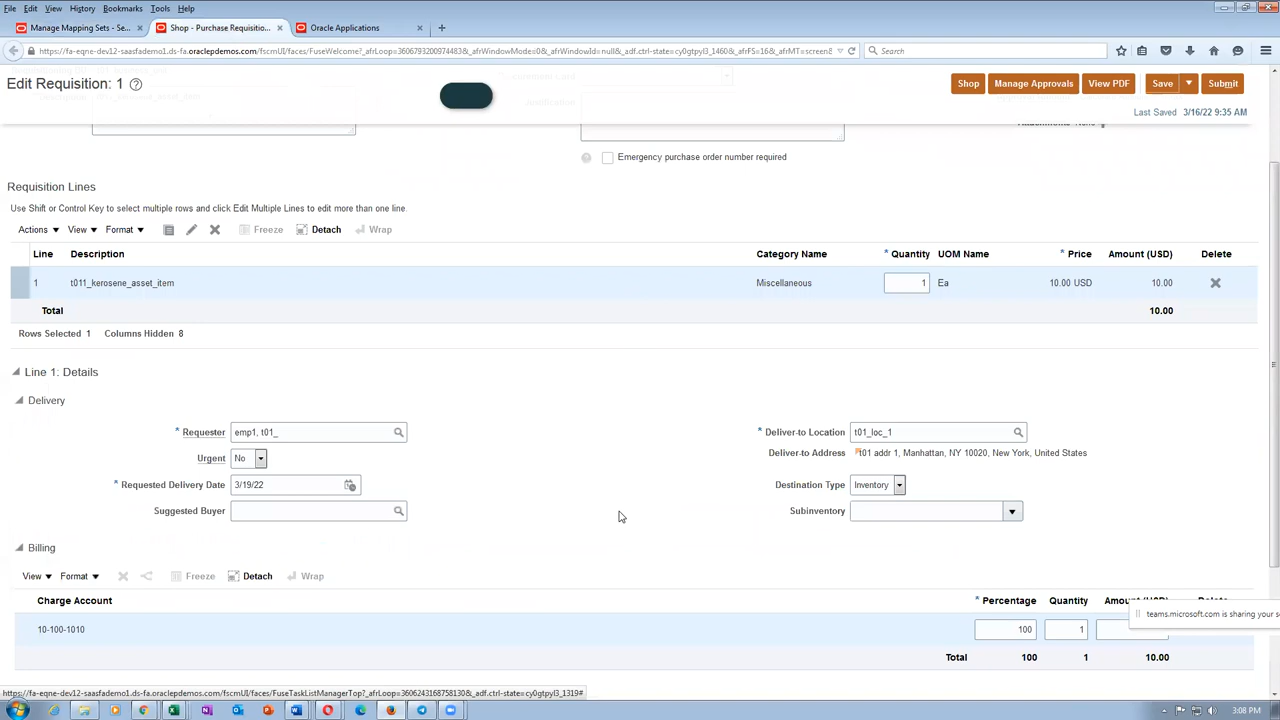 File Edit View History Bookmarks Tools Help
Manage Mapping Sets - Se... × Shop - Purchase Requisitio... × Oracle Applications × +
https://fa-eqne-dev12-saasfademo1.ds-fa.oraclepdemos.com/fscmUI/faces/FuseWelcome?_afrLoop=3606793200974483&_afrWindowMode=0&_afrWindowId=null&_adf.ctrl-state=cy0gtpyl3_1460&_afrFS=16&_afrMT=screen& Search
Edit Requisition: 1 Shop Manage Approvals View PDF Save Submit
Last Saved 3/16/22 9:35 AM
Emergency purchase order number required
Requisition Lines
Use Shift or Control Key to select multiple rows and click Edit Multiple Lines to edit more than one line.
Actions View Format Freeze Detach Wrap
Line Description Category Name * Quantity UOM Name * Price Amount (USD) Delete
1 t011_kerosene_asset_item Miscellaneous 1 Ea 10.00 USD 10.00
Total 10.00
Rows Selected 1 Columns Hidden 8
Line 1: Details
Delivery
* Requester emp1, t01_ * Deliver-to Location t01_loc_1
Urgent No Deliver-to Address t01 addr 1, Manhattan, NY 10020, New York, United States
* Requested Delivery Date 3/19/22 Destination Type Inventory
Suggested Buyer Subinventory
Billing
View Format Freeze Detach Wrap
Charge Account * Percentage Quantity
teams.microsoft.com is sharing your s
10-100-1010 100 1
Total 100 1 10.00
https://fa-eqne-dev12-saasfademo1.ds-fa.oraclepdemos.com/fscmUI/faces/FuseTaskListManagerTop?_afrLoop=3606243168758130&_adf.ctrl-state=cy0gtpyl3_1319#
3:08 PM